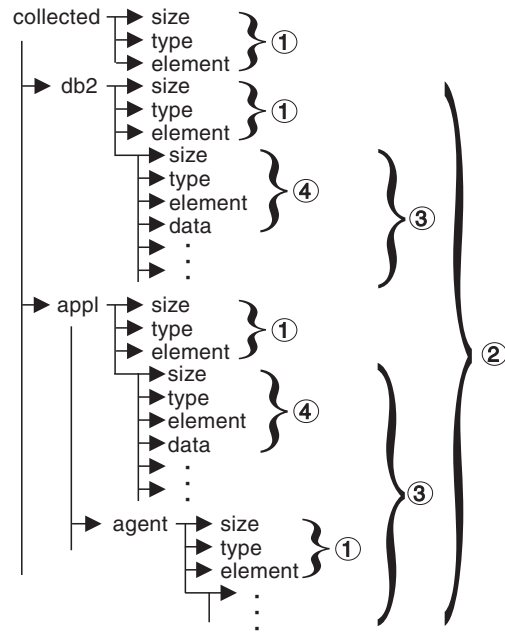 collected size
type ①
element
db2 size
type ①
element
size
type ④
element
data ③
appl size
type ①
element ②
size
type
element ④
data
③
agent size
type ①
element